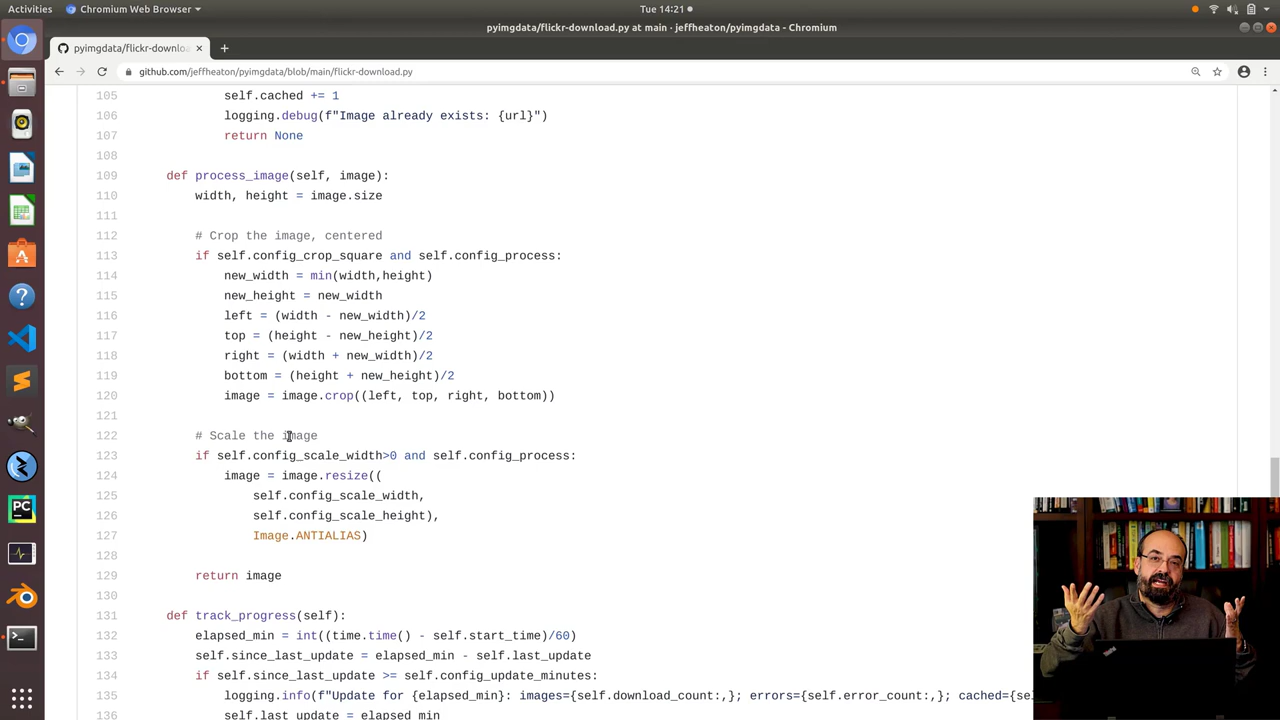 Activities
Chromium Web Browser
Tue 14:21
pyimgdata/flickr-download.py at main · jeffheaton/pyimgdata - Chromium
pyimgdata/flickr-downloa
github.com/jeffheaton/pyimgdata/blob/main/flickr-download.py
105 self.cached += 1
106 logging.debug(f"Image already exists: {url}")
107 return None
108
109 def process_image(self, image):
110 width, height = image.size
111
112 # Crop the image, centered
113 if self.config_crop_square and self.config_process:
114 new_width = min(width,height)
115 new_height = new_width
116 left = (width - new_width)/2
117 top = (height - new_height)/2
118 right = (width + new_width)/2
119 bottom = (height + new_height)/2
120 image = image.crop((left, top, right, bottom))
121
122 # Scale the image
123 if self.config_scale_width>0 and self.config_process:
124 image = image.resize((
125 self.config_scale_width,
126 self.config_scale_height),
127 Image.ANTIALIAS)
128
129 return image
130
131 def track_progress(self):
132 elapsed_min = int((time.time() - self.start_time)/60)
133 self.since_last_update = elapsed_min - self.last_update
134 if self.since_last_update >= self.config_update_minutes:
135 logging.info(f"Update for {elapsed_min}: images={self.download_count:,}; errors={self.error_count:,}; cached={se
136 self.last_update = elapsed_min